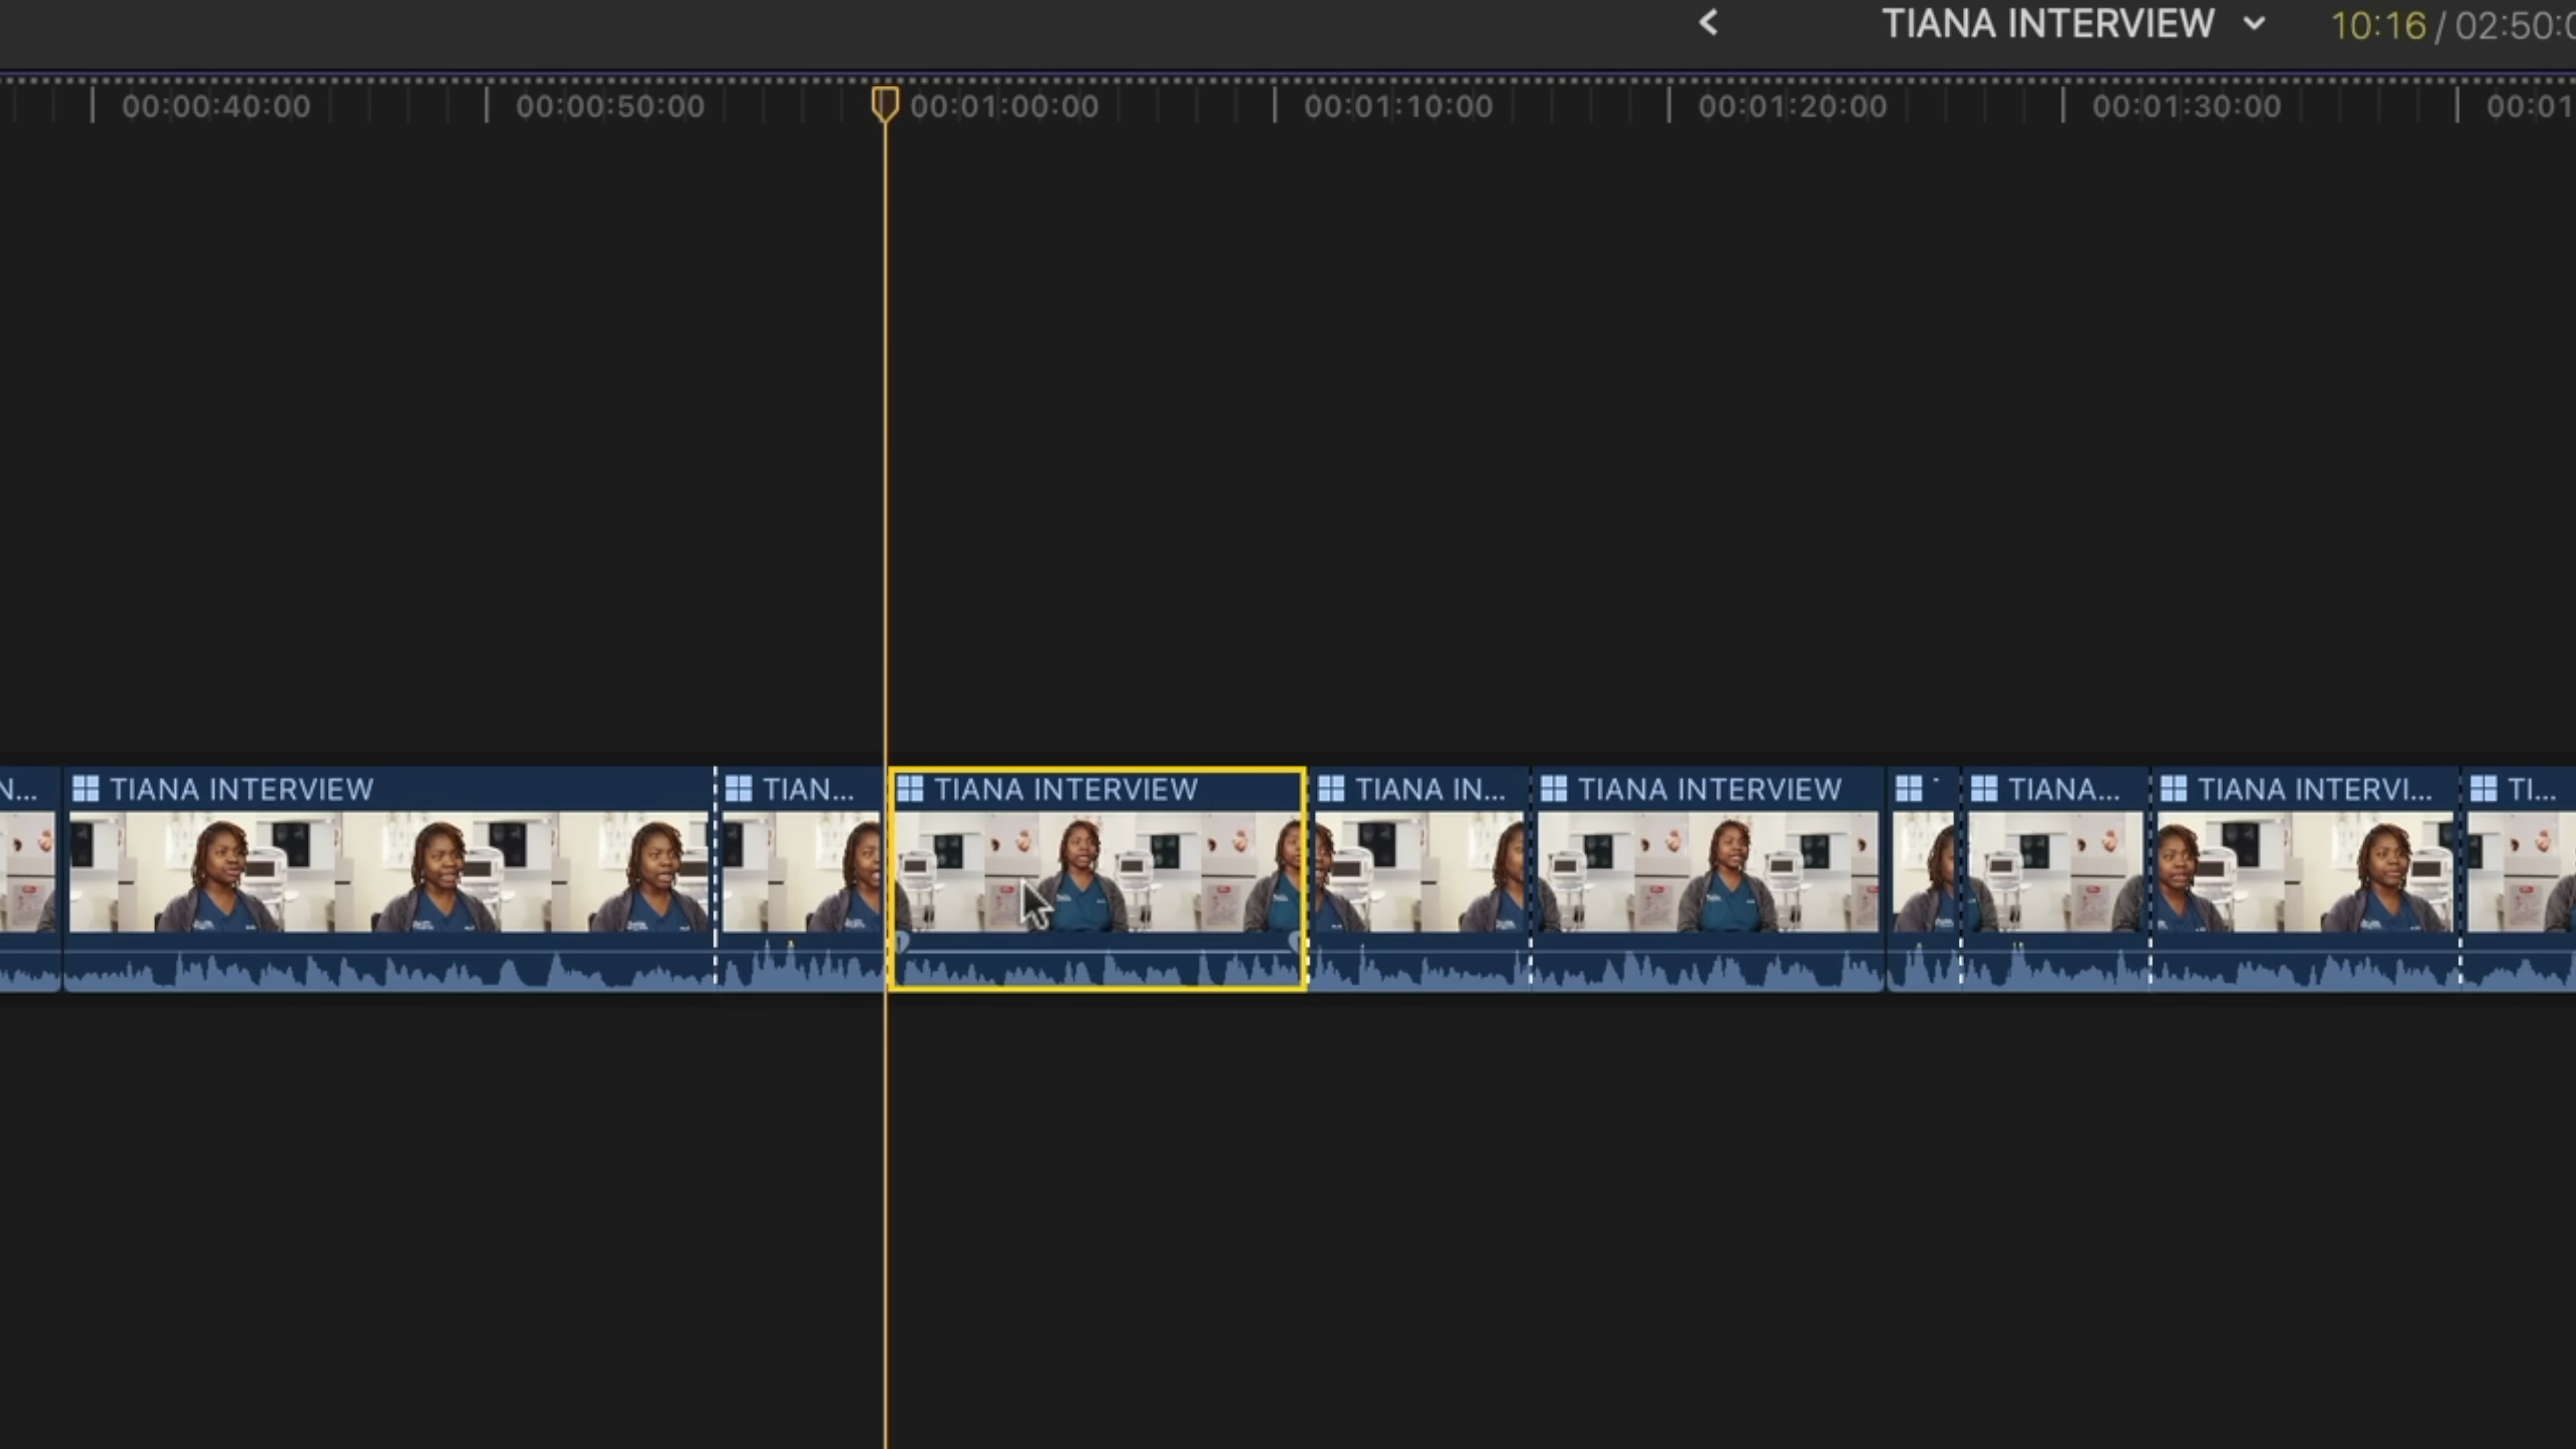 TIANA INTERVIEW 10:16 / 02:50:0
00:00:40:00 00:00:50:00 00:01:00:00 00:01:10:00 00:01:20:00 00:01:30:00 00:01
N... TIANA INTERVIEW TIAN... TIANA INTERVIEW TIANA IN... TIANA INTERVIEW TIANA... TIANA INTERVI... TI...